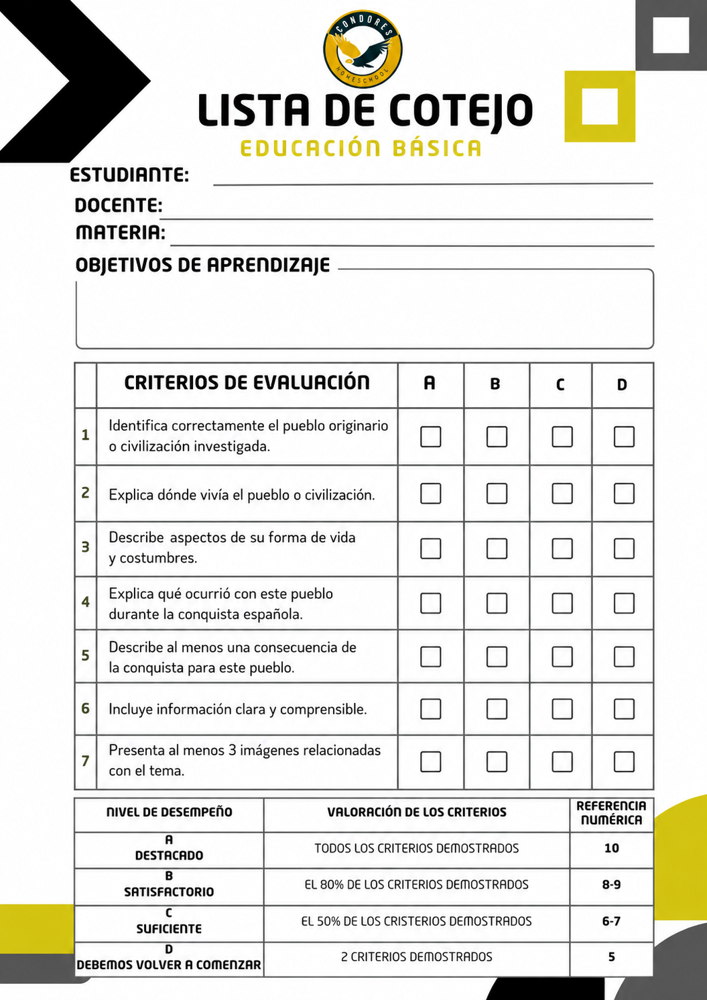 CONDORES
HOMESCHOOL
LISTA DE COTEJO
EDUCACIÓN BÁSICA
ESTUDIANTE:
DOCENTE:
MATERIA:
OBJETIVOS DE APRENDIZAJE
CRITERIOS DE EVALUACIÓN A B C D
1 Identifica correctamente el pueblo originario
o civilización investigada.
2 Explica dónde vivía el pueblo o civilización.
3 Describe aspectos de su forma de vida
y costumbres.
4 Explica qué ocurrió con este pueblo
durante la conquista española.
5 Describe al menos una consecuencia de
la conquista para este pueblo.
6 Incluye información clara y comprensible.
7 Presenta al menos 3 imágenes relacionadas
con el tema.
NIVEL DE DESEMPEÑO VALORACIÓN DE LOS CRITERIOS REFERENCIA
NUMÉRICA
A
DESTACADO TODOS LOS CRITERIOS DEMOSTRADOS 10
B
SATISFACTORIO EL 80% DE LOS CRITERIOS DEMOSTRADOS 8-9
C
SUFICIENTE EL 50% DE LOS CRISTERIOS DEMOSTRADOS 6-7
D
DEBEMOS VOLVER A COMENZAR 2 CRITERIOS DEMOSTRADOS 5